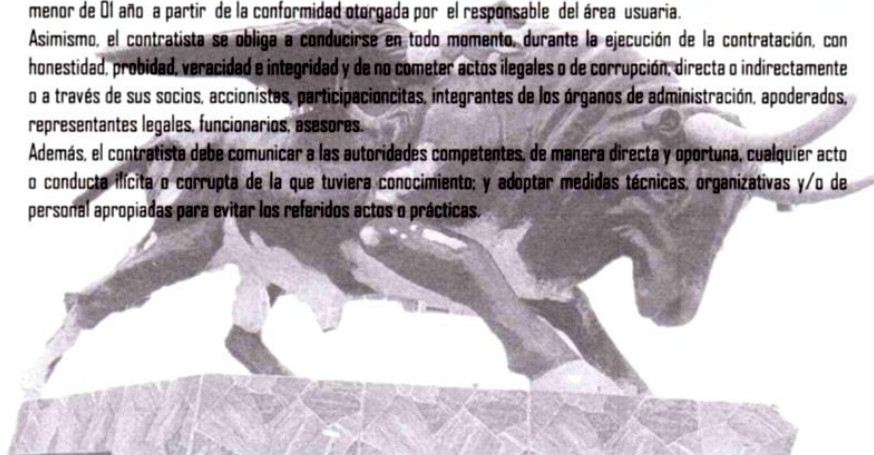 menor de 01 año a partir de la conformidad otorgada por el responsable del área usuaria.
Asimismo, el contratista se obliga a conducirse en todo momento, durante la ejecución de la contratación, con
honestidad, probidad, veracidad e integridad y de no cometer actos ilegales o de corrupción, directa o indirectamente
o a través de sus socios, accionistas, participacioncitas, integrantes de los órganos de administración, apoderados,
representantes legales, funcionarios, asesores.
Además, el contratista debe comunicar a las autoridades competentes, de manera directa y oportuna, cualquier acto
o conducta ilícita o corrupta de la que tuviera conocimiento; y adoptar medidas técnicas, organizativas y/o de
personal apropiadas para evitar los referidos actos o prácticas.